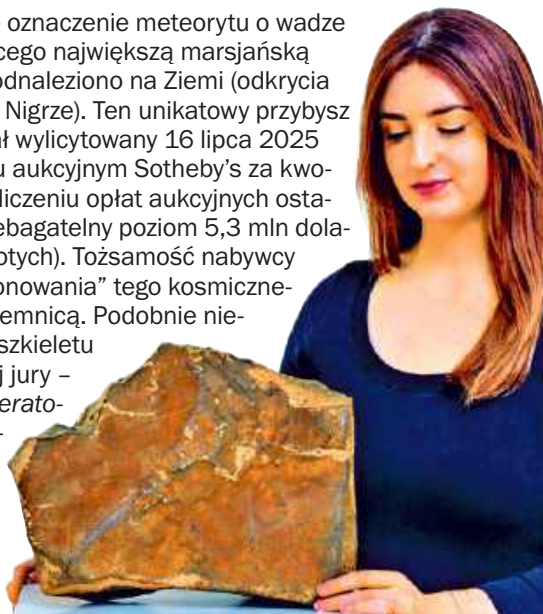 oznaczenie meteorytu o wadze
cego największą marsjańską
odnaleziono na Ziemi (odkrycia
Nigrze). Ten unikatowy przybysz
ał wylicytowany 16 lipca 2025
u aukcyjnym Sotheby’s za kwo-
liczeniu opłat aukcyjnych osta-
ebagatelny poziom 5,3 mln dola-
otych). Tożsamość nabywcy
onowania” tego kosmiczne-
emnicą. Podobnie nie-
szkieletu
j jury –
erato-
-